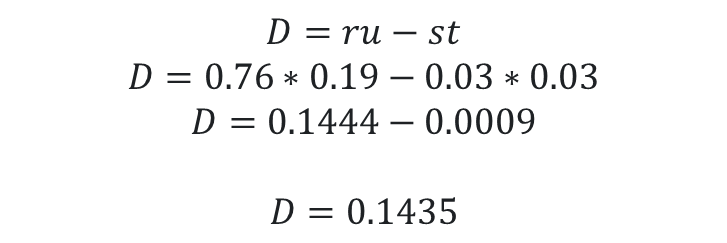 D = ru − st
D = 0.76 ∗ 0.19 − 0.03 ∗ 0.03
D = 0.1444 − 0.0009
D = 0.1435